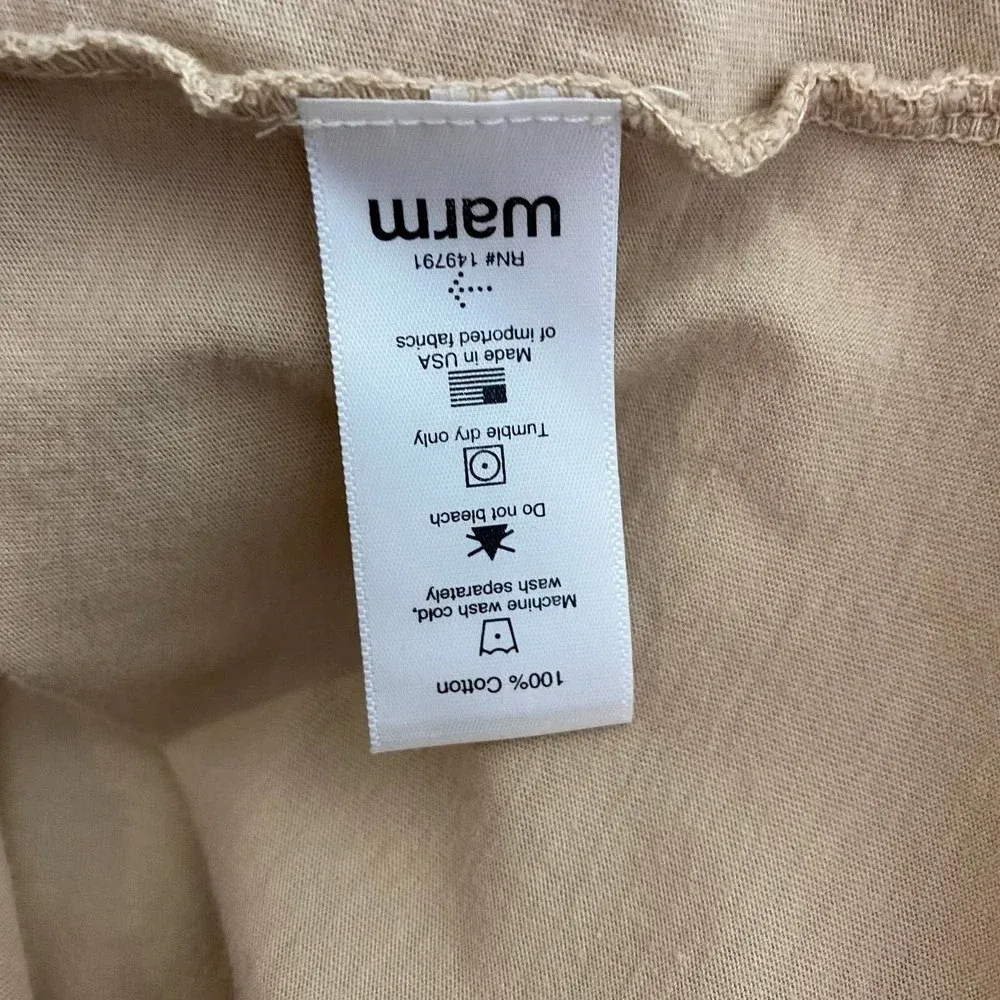 100% Cotton
Machine wash cold,
wash separately
Do not bleach
Tumble dry only
Made in USA
of imported fabrics
RN# 149791
warm